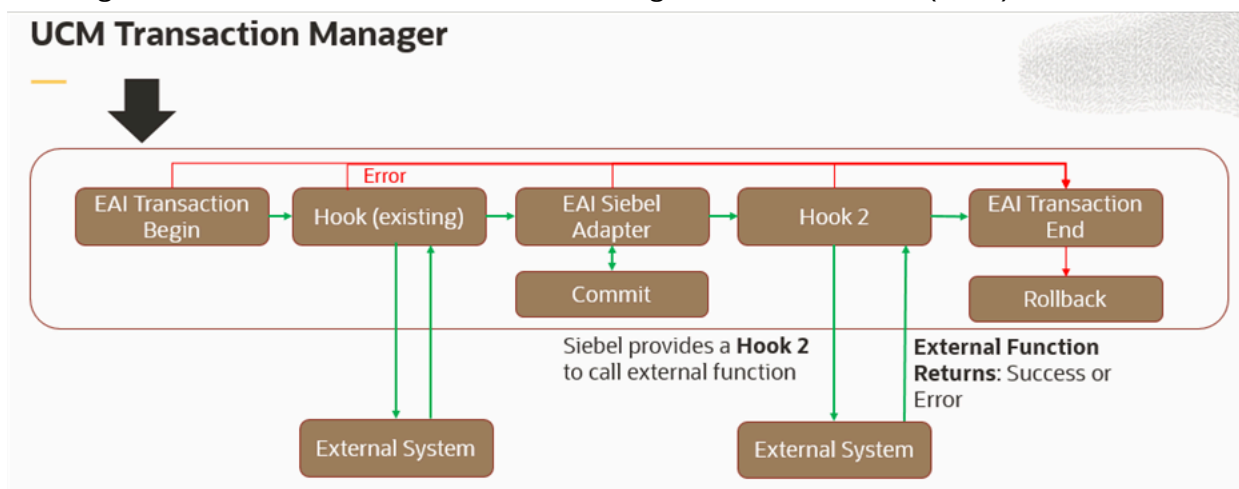 UCM Transaction Manager
Error
EAI Transaction
Begin
Hook (existing)
EAI Siebel
Adapter
Hook 2
EAI Transaction
End
Commit
Rollback
Siebel provides a Hook 2
to call external function
External Function
Returns: Success or
Error
External System
External System